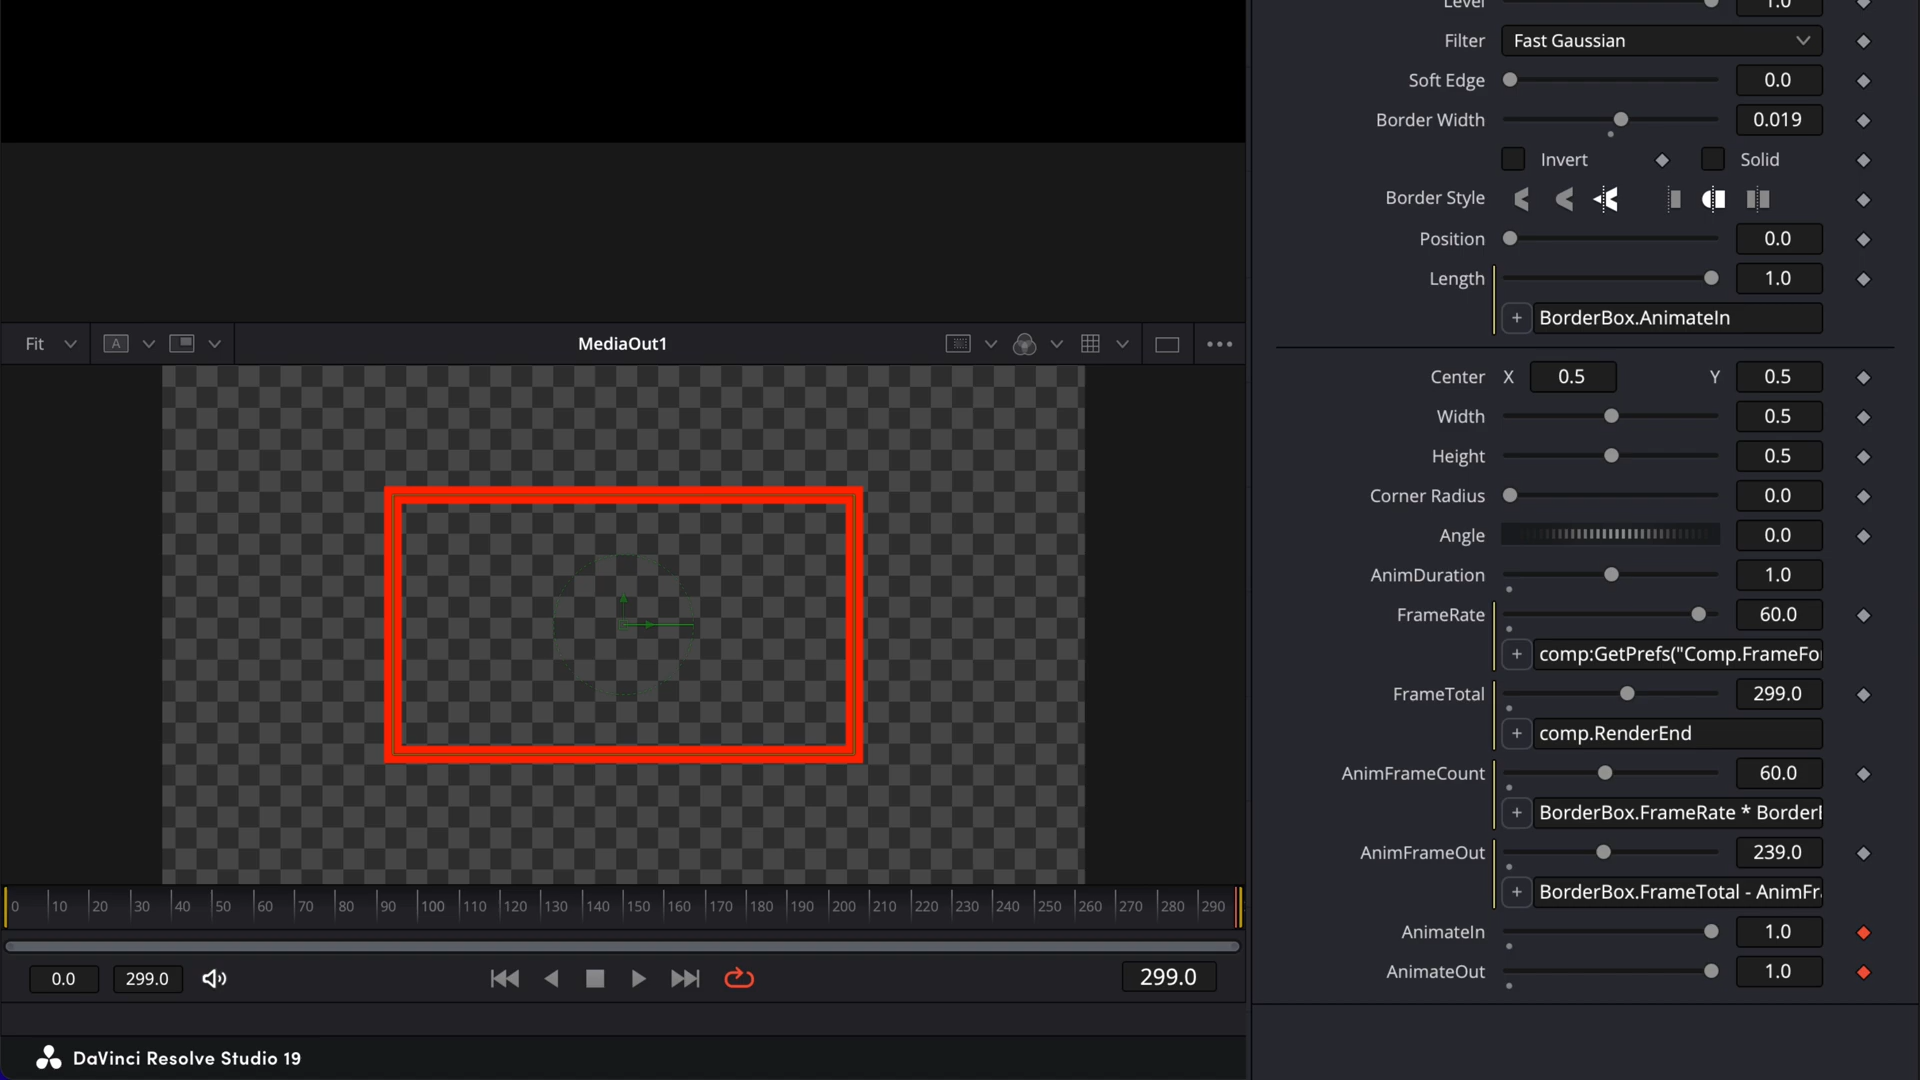 Level 1.0
Filter Fast Gaussian
Soft Edge 0.0
Border Width 0.019
Invert Solid
Border Style
Position 0.0
Length 1.0
BorderBox.AnimateIn
Center X 0.5 Y 0.5
Width 0.5
Height 0.5
Corner Radius 0.0
Angle 0.0
AnimDuration 1.0
FrameRate 60.0
comp:GetPrefs("Comp.FrameFo
FrameTotal 299.0
comp.RenderEnd
AnimFrameCount 60.0
BorderBox.FrameRate * Border
AnimFrameOut 239.0
BorderBox.FrameTotal - AnimFr
AnimateIn 1.0
AnimateOut 1.0
Fit A MediaOut1
0 10 20 30 40 50 60 70 80 90 100 110 120 130 140 150 160 170 180 190 200 210 220 230 240 250 260 270 280 290
0.0 299.0 299.0
DaVinci Resolve Studio 19